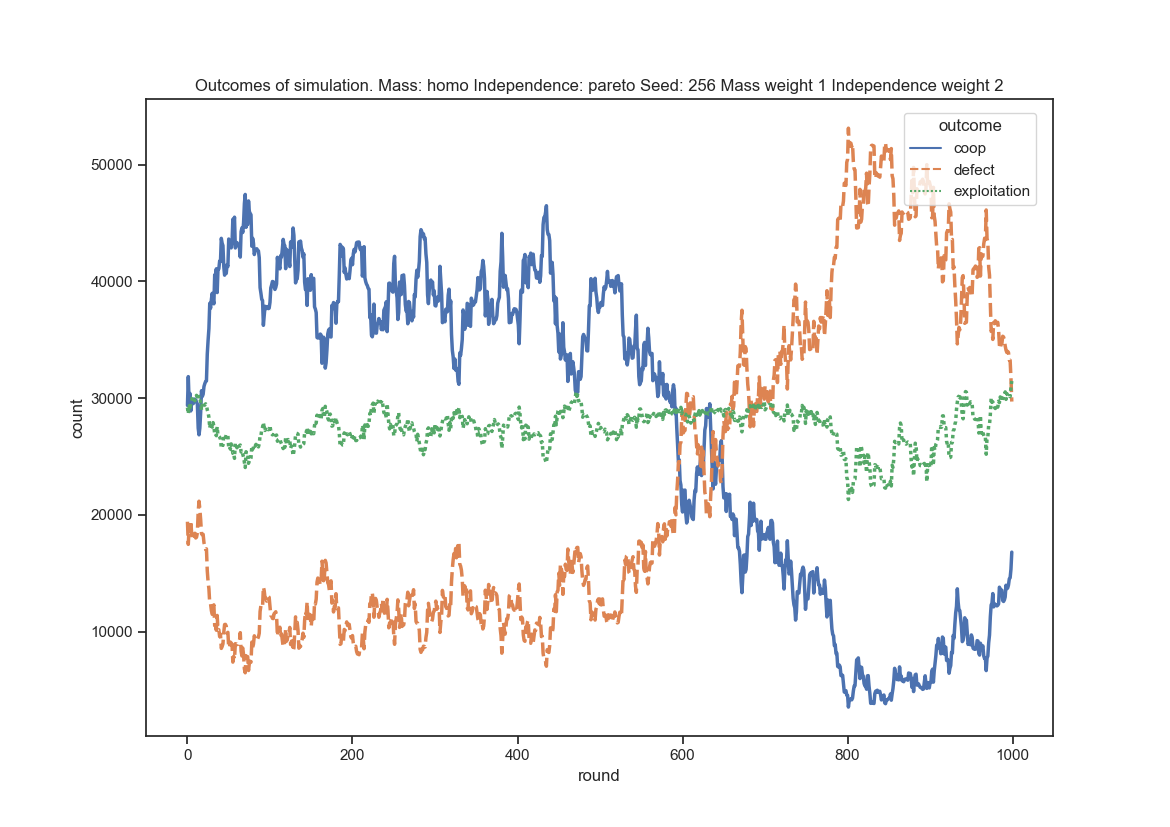 Outcomes of simulation. Mass: homo Independence: pareto Seed: 256 Mass weight 1 Independence weight 2
outcome
coop
defect
exploitation
50000
40000
30000
20000
10000
count
0 200 400 600 800 1000
round